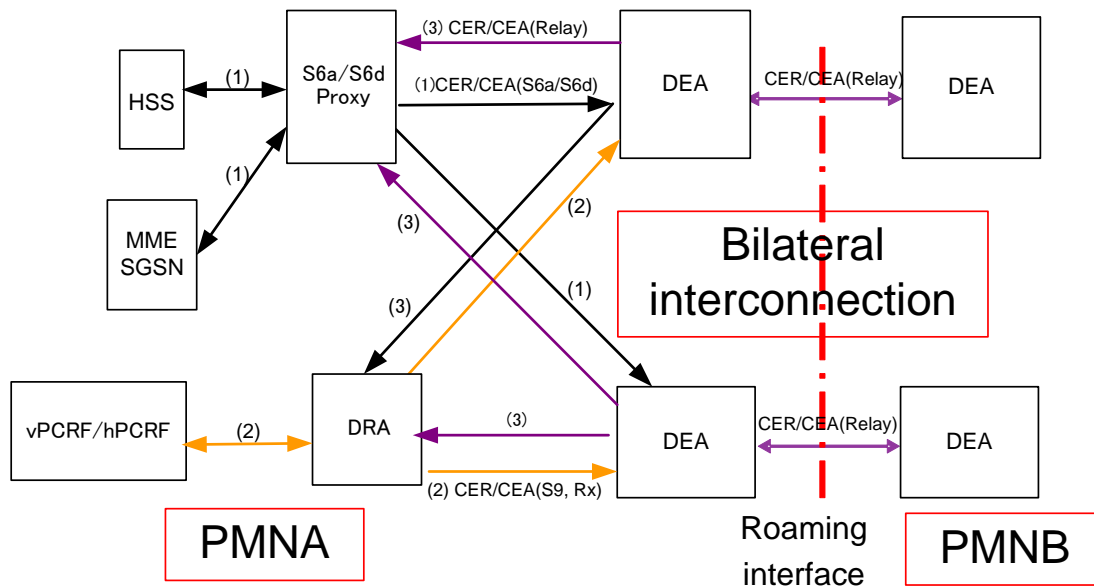 (3) CER/CEA(Relay)
(1)
S6a/S6d
Proxy
HSS
(1)CER/CEA(S6a/S6d)
DEA
CER/CEA(Relay)
DEA
(1)
MME
SGSN
(3)
(2)
Bilateral
interconnection
(1)
(3)
vPCRF/hPCRF
(2)
DRA
(3)
(2) CER/CEA(S9, Rx)
DEA
CER/CEA(Relay)
DEA
PMNA
Roaming
interface
PMNB